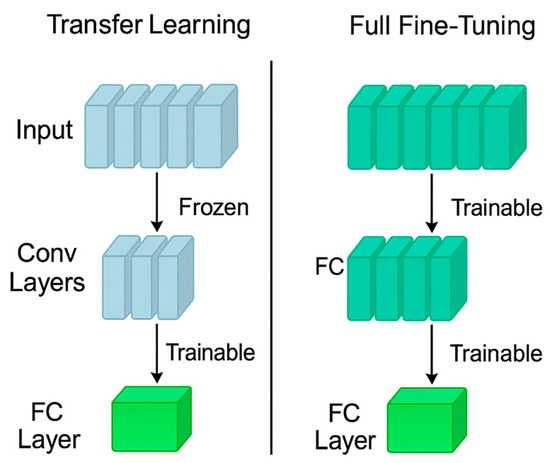 Transfer Learning
Input
Frozen
Conv
Layers
Trainable
FC
Layer
Full Fine-Tuning
Trainable
FC
Trainable
FC
Layer